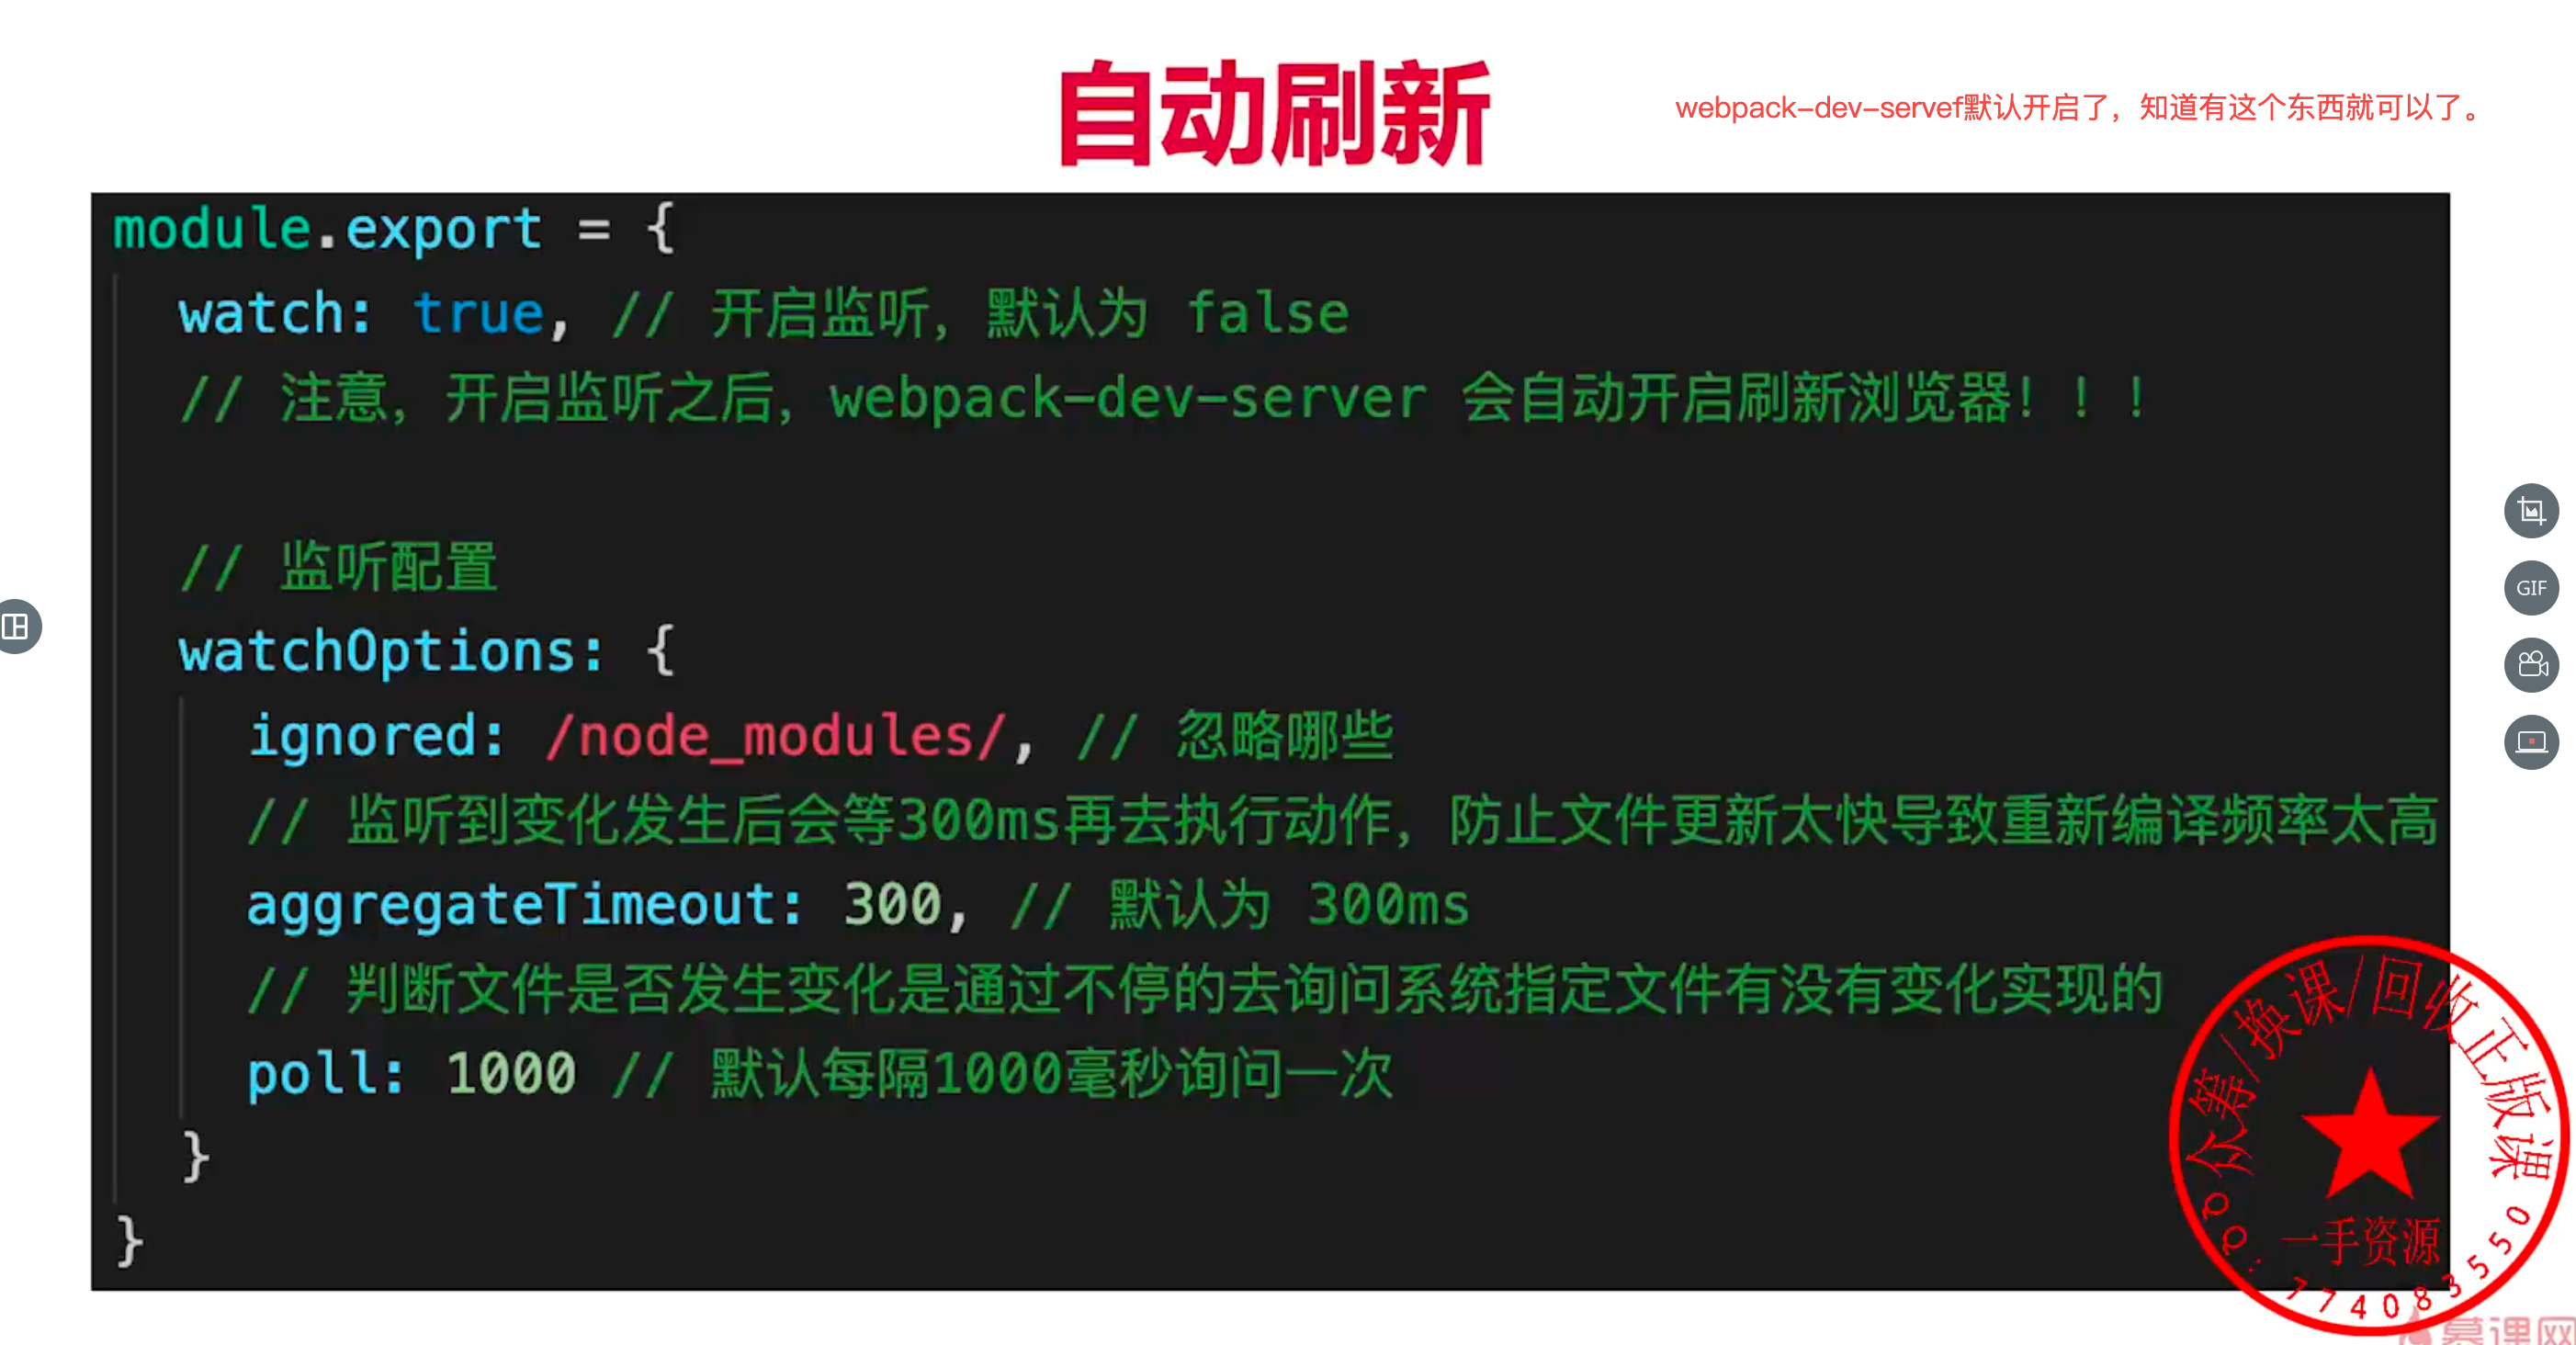 自动刷新
webpack-dev-servef默认开启了，知道有这个东西就可以了。
module.export = {
watch: true, // 开启监听，默认为 false
// 注意，开启监听之后，webpack-dev-server 会自动开启刷新浏览器！！！
// 监听配置
watchOptions: {
ignored: /node_modules/, // 忽略哪些
// 监听到变化发生后会等300ms再去执行动作，防止文件更新太快导致重新编译频率太高
aggregateTimeout: 300, // 默认为 300ms
// 判断文件是否发生变化是通过不停的去询问系统指定文件有没有变化实现的
poll: 1000 // 默认每隔1000毫秒询问一次
}
}
GIF
众筹/换课/回收正版课
一手资源
QQ:774083550
慕课网